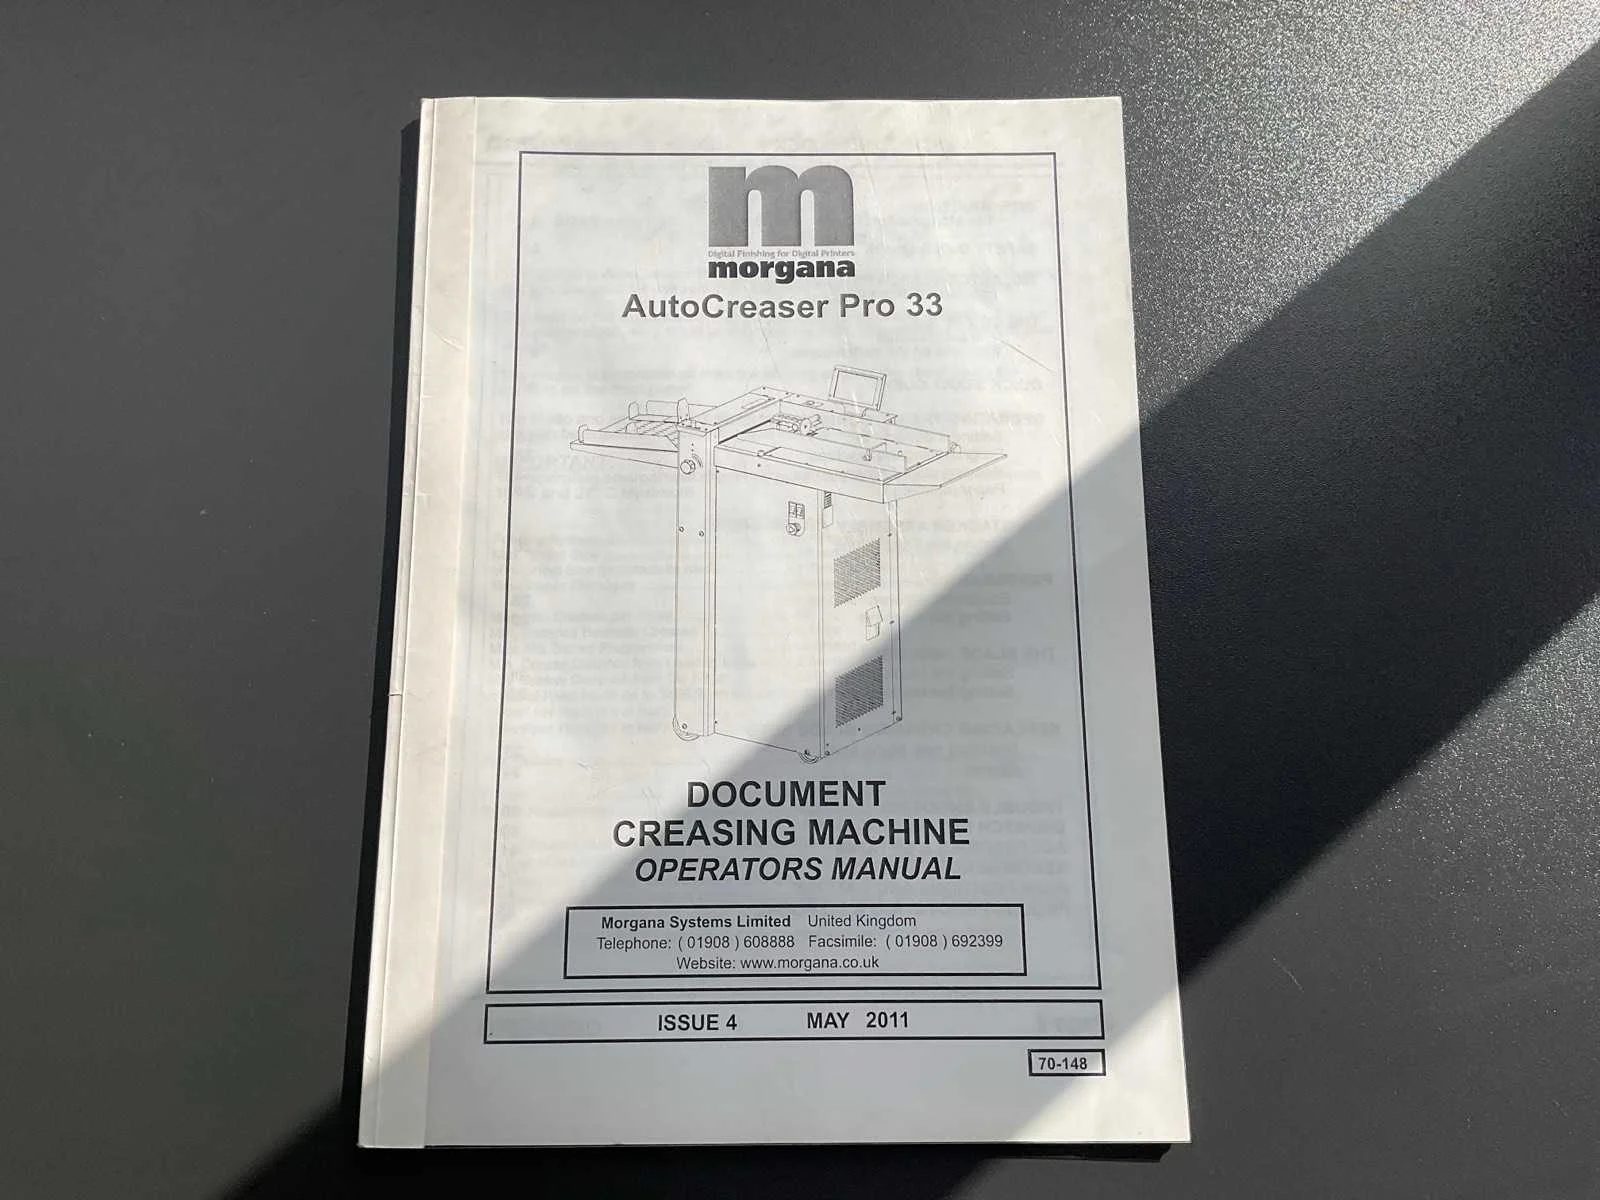 m
Digital Finishing for Digital Printers
morgana
AutoCreaser Pro 33
DOCUMENT
CREASING MACHINE
OPERATORS MANUAL
Morgana Systems Limited United Kingdom
Telephone: ( 01908 ) 608888 Facsimile: ( 01908 ) 692399
Website: www.morgana.co.uk
ISSUE 4 MAY 2011
70-148